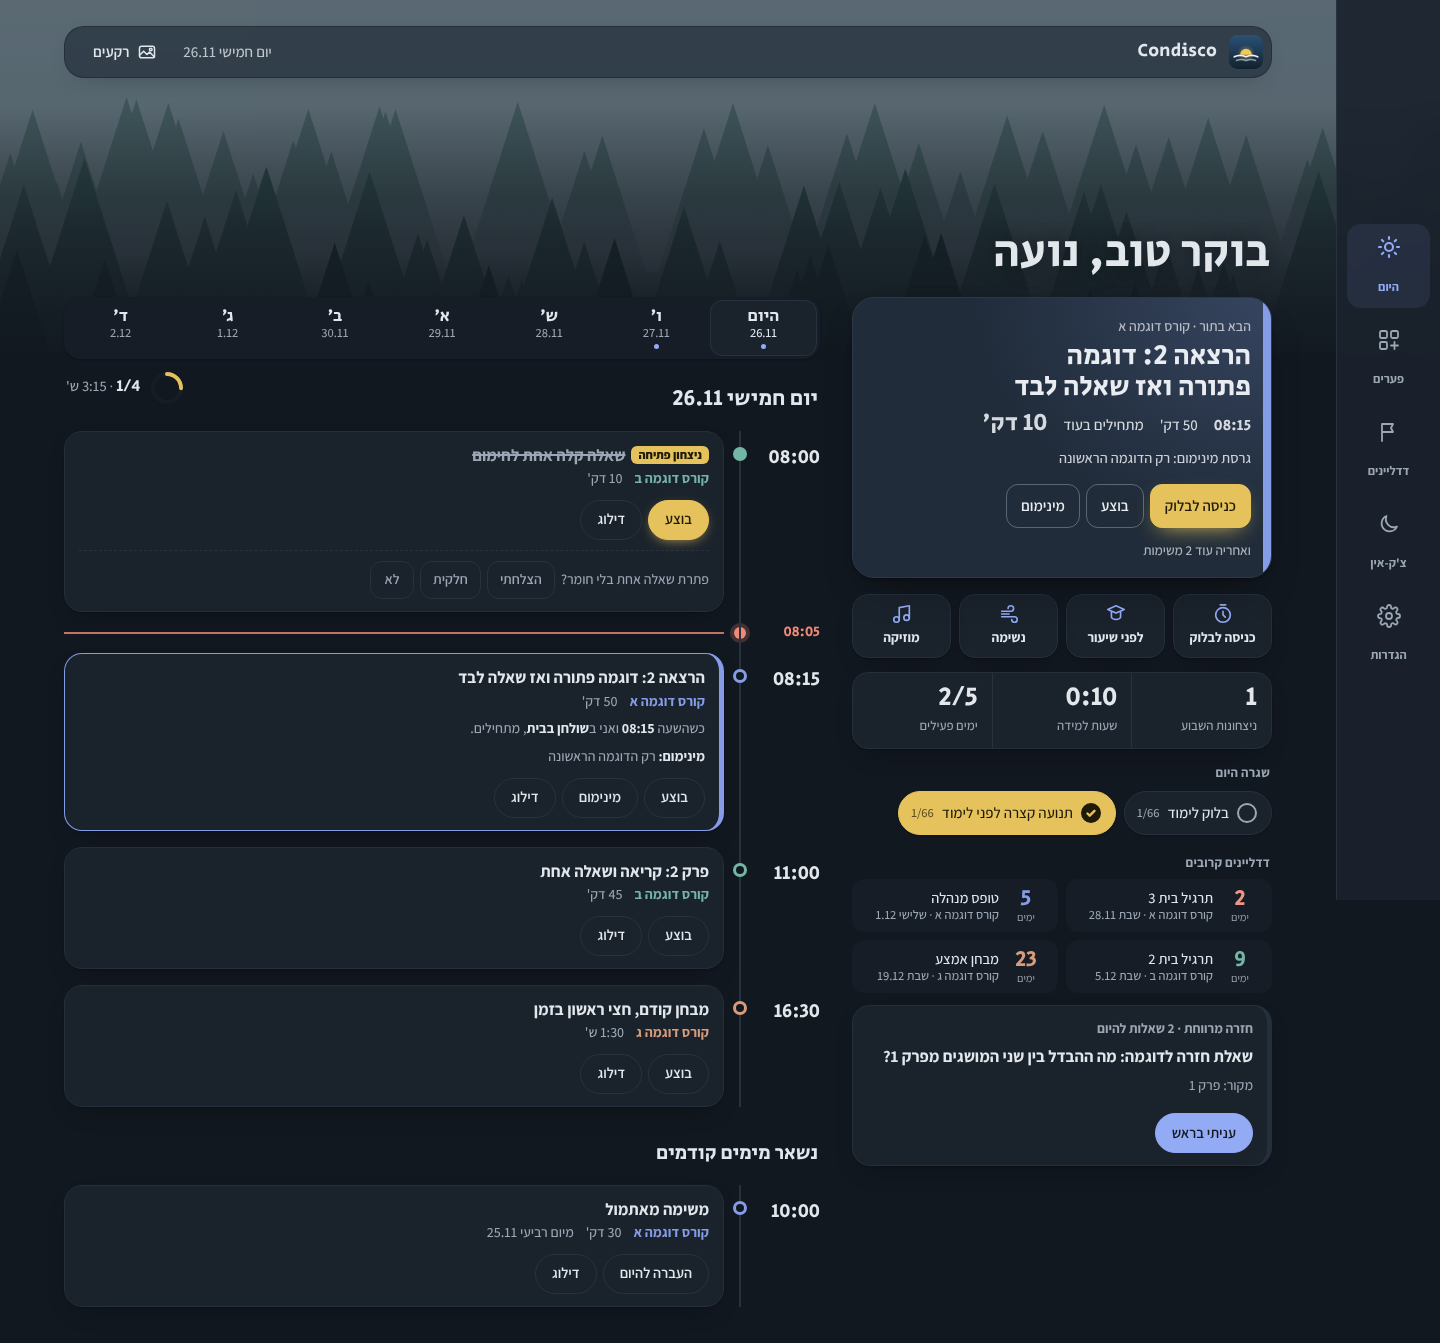 Condisco
יום חמישי 26.11
רקעים
היום
פערים
דדליינים
צ'ק-אין
הגדרות
בוקר טוב, נועה
הבא בתור · קורס דוגמה א
הרצאה 2: דוגמה
פתורה ואז שאלה לבד
08:15 50 דק' מתחילים בעוד 10 דק'
גרסת מינימום: רק הדוגמה הראשונה
כניסה לבלוק
בוצע
מינימום
ואחריה עוד 2 משימות
כניסה לבלוק
לפני שיעור
נשימה
מוזיקה
1
ניצחונות השבוע
0:10
שעות למידה
2/5
ימים פעילים
שגרה היום
בלוק לימוד 1/66
תנועה קצרה לפני לימוד 1/66
דדליינים קרובים
2
ימים
תרגיל בית 3
קורס דוגמה א · שבת 28.11
5
ימים
טופס מנהלה
קורס דוגמה א · שלישי 1.12
9
ימים
תרגיל בית 2
קורס דוגמה ב · שבת 5.12
23
ימים
מבחן אמצע
קורס דוגמה ג · שבת 19.12
חזרה מרווחת · 2 שאלות להיום
שאלת חזרה לדוגמה: מה ההבדל בין שני המושגים מפרק 1?
מקור: פרק 1
עניתי בראש
היום
26.11
ו'
27.11
ש'
28.11
א'
29.11
ב'
30.11
ג'
1.12
ד'
2.12
יום חמישי 26.11
1/4 · 3:15 ש'
08:00
ניצחון פתיחה שאלה קלה אחת לחימום
קורס דוגמה ב 10 דק'
בוצע
דילוג
פתרת שאלה אחת בלי חומר?
הצלחתי
חלקית
לא
08:05
08:15
הרצאה 2: דוגמה פתורה ואז שאלה לבד
קורס דוגמה א 50 דק'
כשהשעה 08:15 ואני בשולחן בבית, מתחילים.
מינימום: רק הדוגמה הראשונה
בוצע
מינימום
דילוג
11:00
פרק 2: קריאה ושאלה אחת
קורס דוגמה ב 45 דק'
בוצע
דילוג
16:30
מבחן קודם, חצי ראשון בזמן
קורס דוגמה ג 1:30 ש'
בוצע
דילוג
נשאר מימים קודמים
10:00
משימה מאתמול
קורס דוגמה א 30 דק' מיום רביעי 25.11
העברה להיום
דילוג